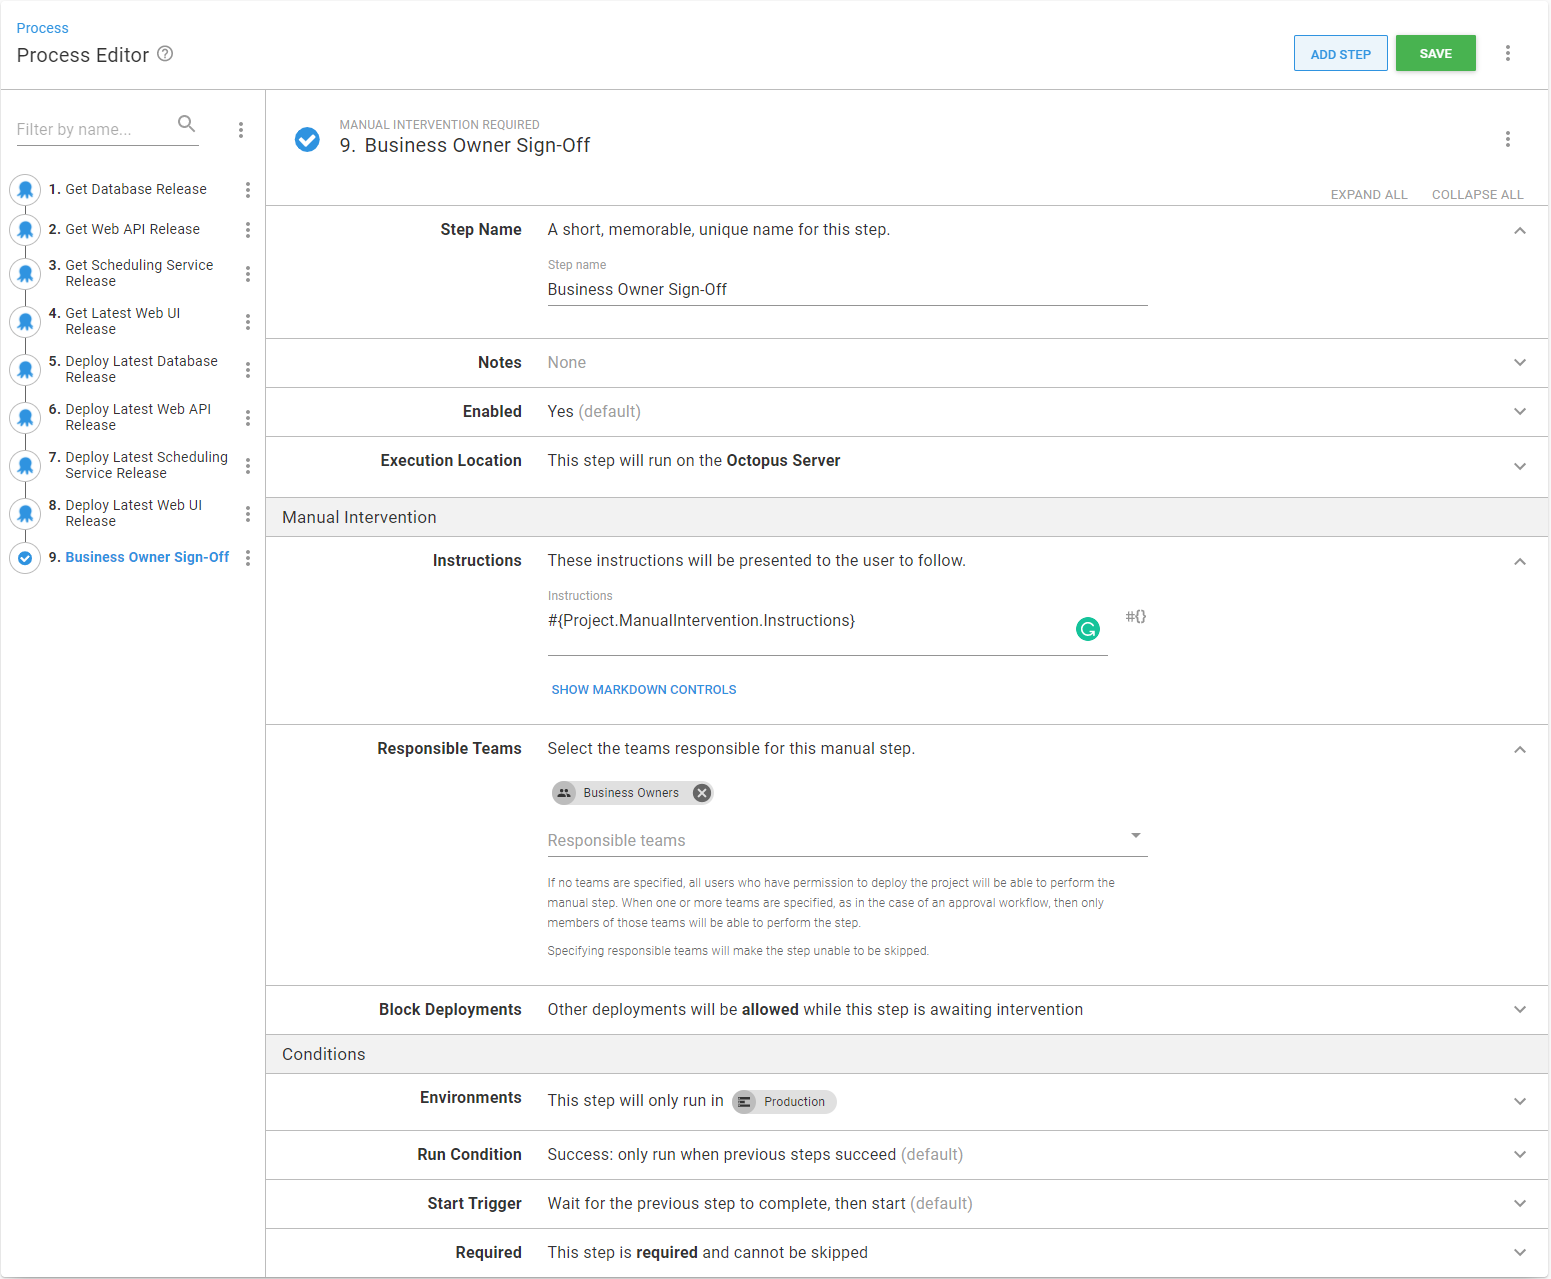 Process
Process Editor
ADD STEP
SAVE
Filter by name...
1. Get Database Release
2. Get Web API Release
3. Get Scheduling Service
Release
4. Get Latest Web UI
Release
5. Deploy Latest Database
Release
6. Deploy Latest Web API
Release
7. Deploy Latest Scheduling
Service Release
8. Deploy Latest Web UI
Release
9. Business Owner Sign-Off
MANUAL INTERVENTION REQUIRED
9. Business Owner Sign-Off
EXPAND ALL COLLAPSE ALL
Step Name A short, memorable, unique name for this step.
Step name
Business Owner Sign-Off
Notes None
Enabled Yes (default)
Execution Location This step will run on the Octopus Server
Manual Intervention
Instructions These instructions will be presented to the user to follow.
Instructions
#{Project.ManualIntervention.Instructions}
#{}
SHOW MARKDOWN CONTROLS
Responsible Teams Select the teams responsible for this manual step.
Business Owners
Responsible teams
If no teams are specified, all users who have permission to deploy the project will be able to perform the
manual step. When one or more teams are specified, as in the case of an approval workflow, then only
members of those teams will be able to perform the step.
Specifying responsible teams will make the step unable to be skipped.
Block Deployments Other deployments will be allowed while this step is awaiting intervention
Conditions
Environments This step will only run in Production
Run Condition Success: only run when previous steps succeed (default)
Start Trigger Wait for the previous step to complete, then start (default)
Required This step is required and cannot be skipped